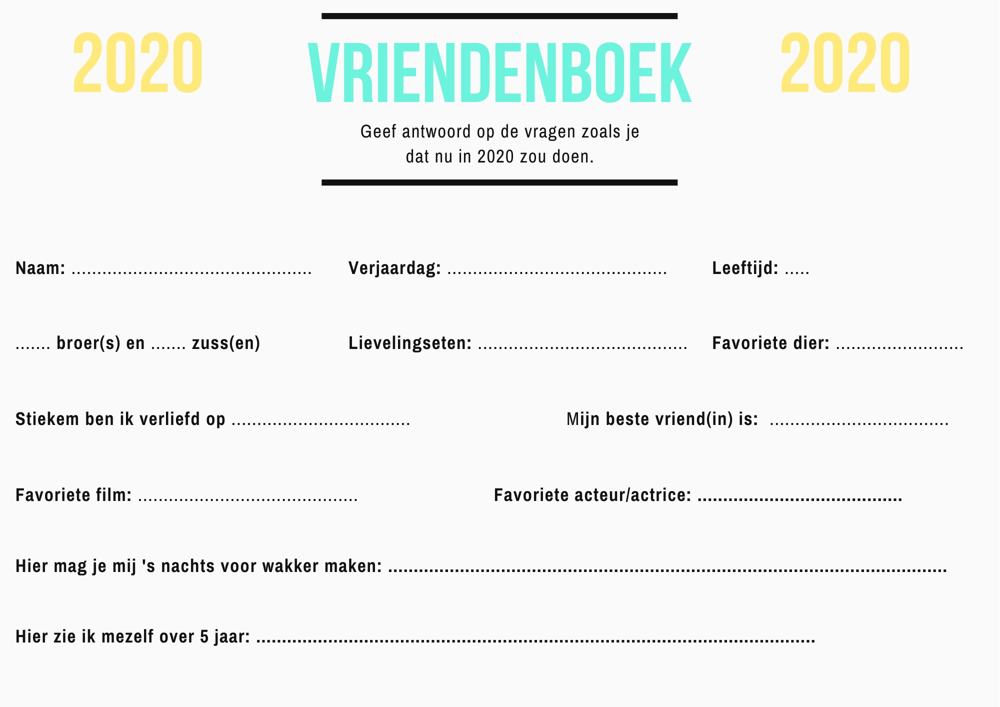 2020 VRIENDENBOEK 2020
Geef antwoord op de vragen zoals je
dat nu in 2020 zou doen.
Naam: ............................................... Verjaardag: ........................................... Leeftijd: .....
....... broer(s) en ....... zuss(en) Lievelingseten: ......................................... Favoriete dier: .........................
Stiekem ben ik verliefd op ................................... Mijn beste vriend(in) is: ...................................
Favoriete film: ........................................... Favoriete acteur/actrice: ........................................
Hier mag je mij 's nachts voor wakker maken: .............................................................................................................
Hier zie ik mezelf over 5 jaar: .............................................................................................................